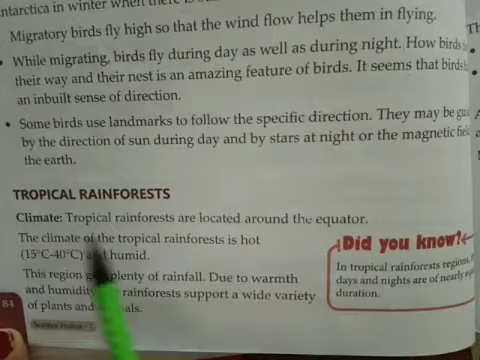 ntarctica in winter when there is
Migratory birds fly high so that the wind flow helps them in flying.
• While migrating, birds fly during day as well as during night. How birds
their way and their nest is an amazing feature of birds. It seems that birds
an inbuilt sense of direction.
• Some birds use landmarks to follow the specific direction. They may be
by the direction of sun during day and by stars at night or the magnetic
the earth.
TROPICAL RAINFORESTS
Climate: Tropical rainforests are located around the equator.
The climate of the tropical rainforests is hot
(15°C-40°C) and humid.
This region plenty of rainfall. Due to warmth
and humidity rainforests support a wide variety
of plants and
Did you know?
In tropical rainforests regions,
days and nights are of nearly
duration.
84